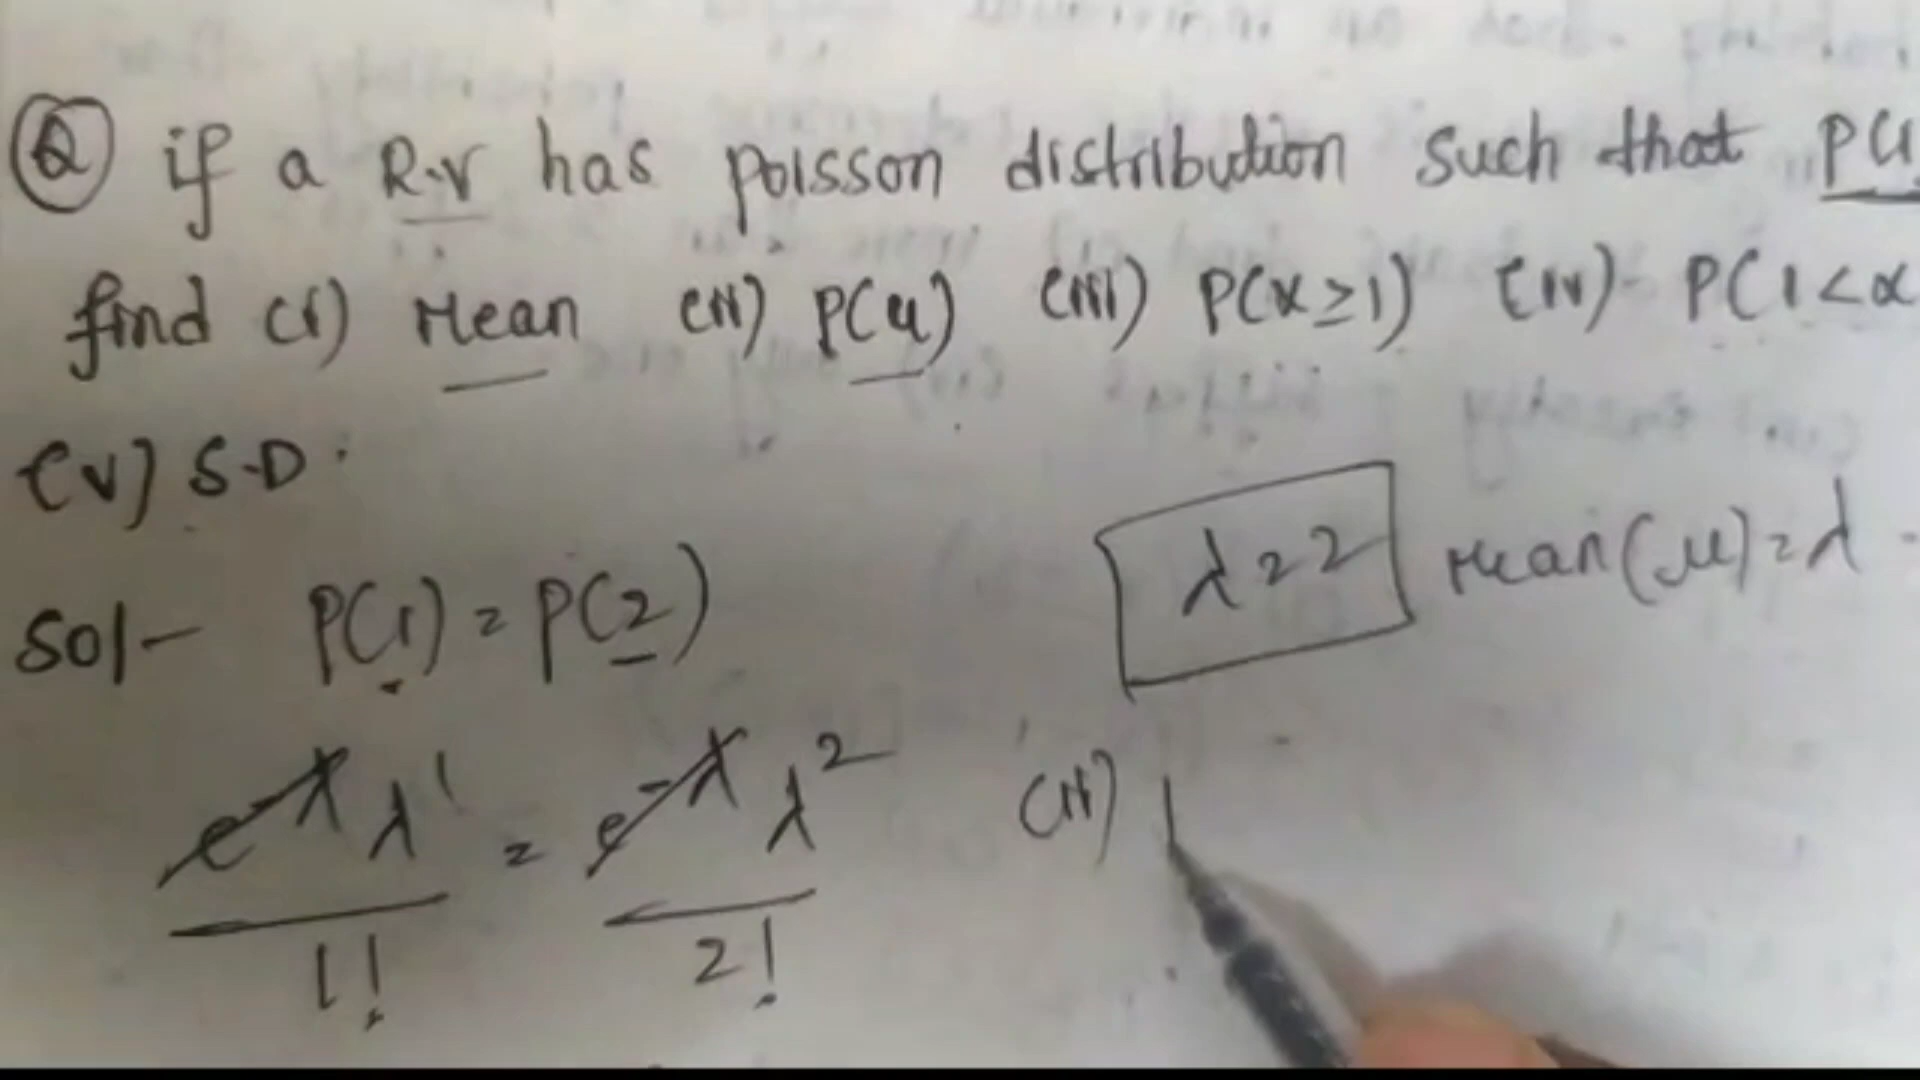 Q if a R.V has poisson distribution such that P(1
find (i) Mean (ii) P(4) (iii) P(x≥1) (iv) P(1<x
(v) S.D.
Sol- P(1) = P(2)
e^-λ λ^1 / 1! = e^-λ λ^2 / 2!
λ = 2 Mean(μ) = λ
(ii)